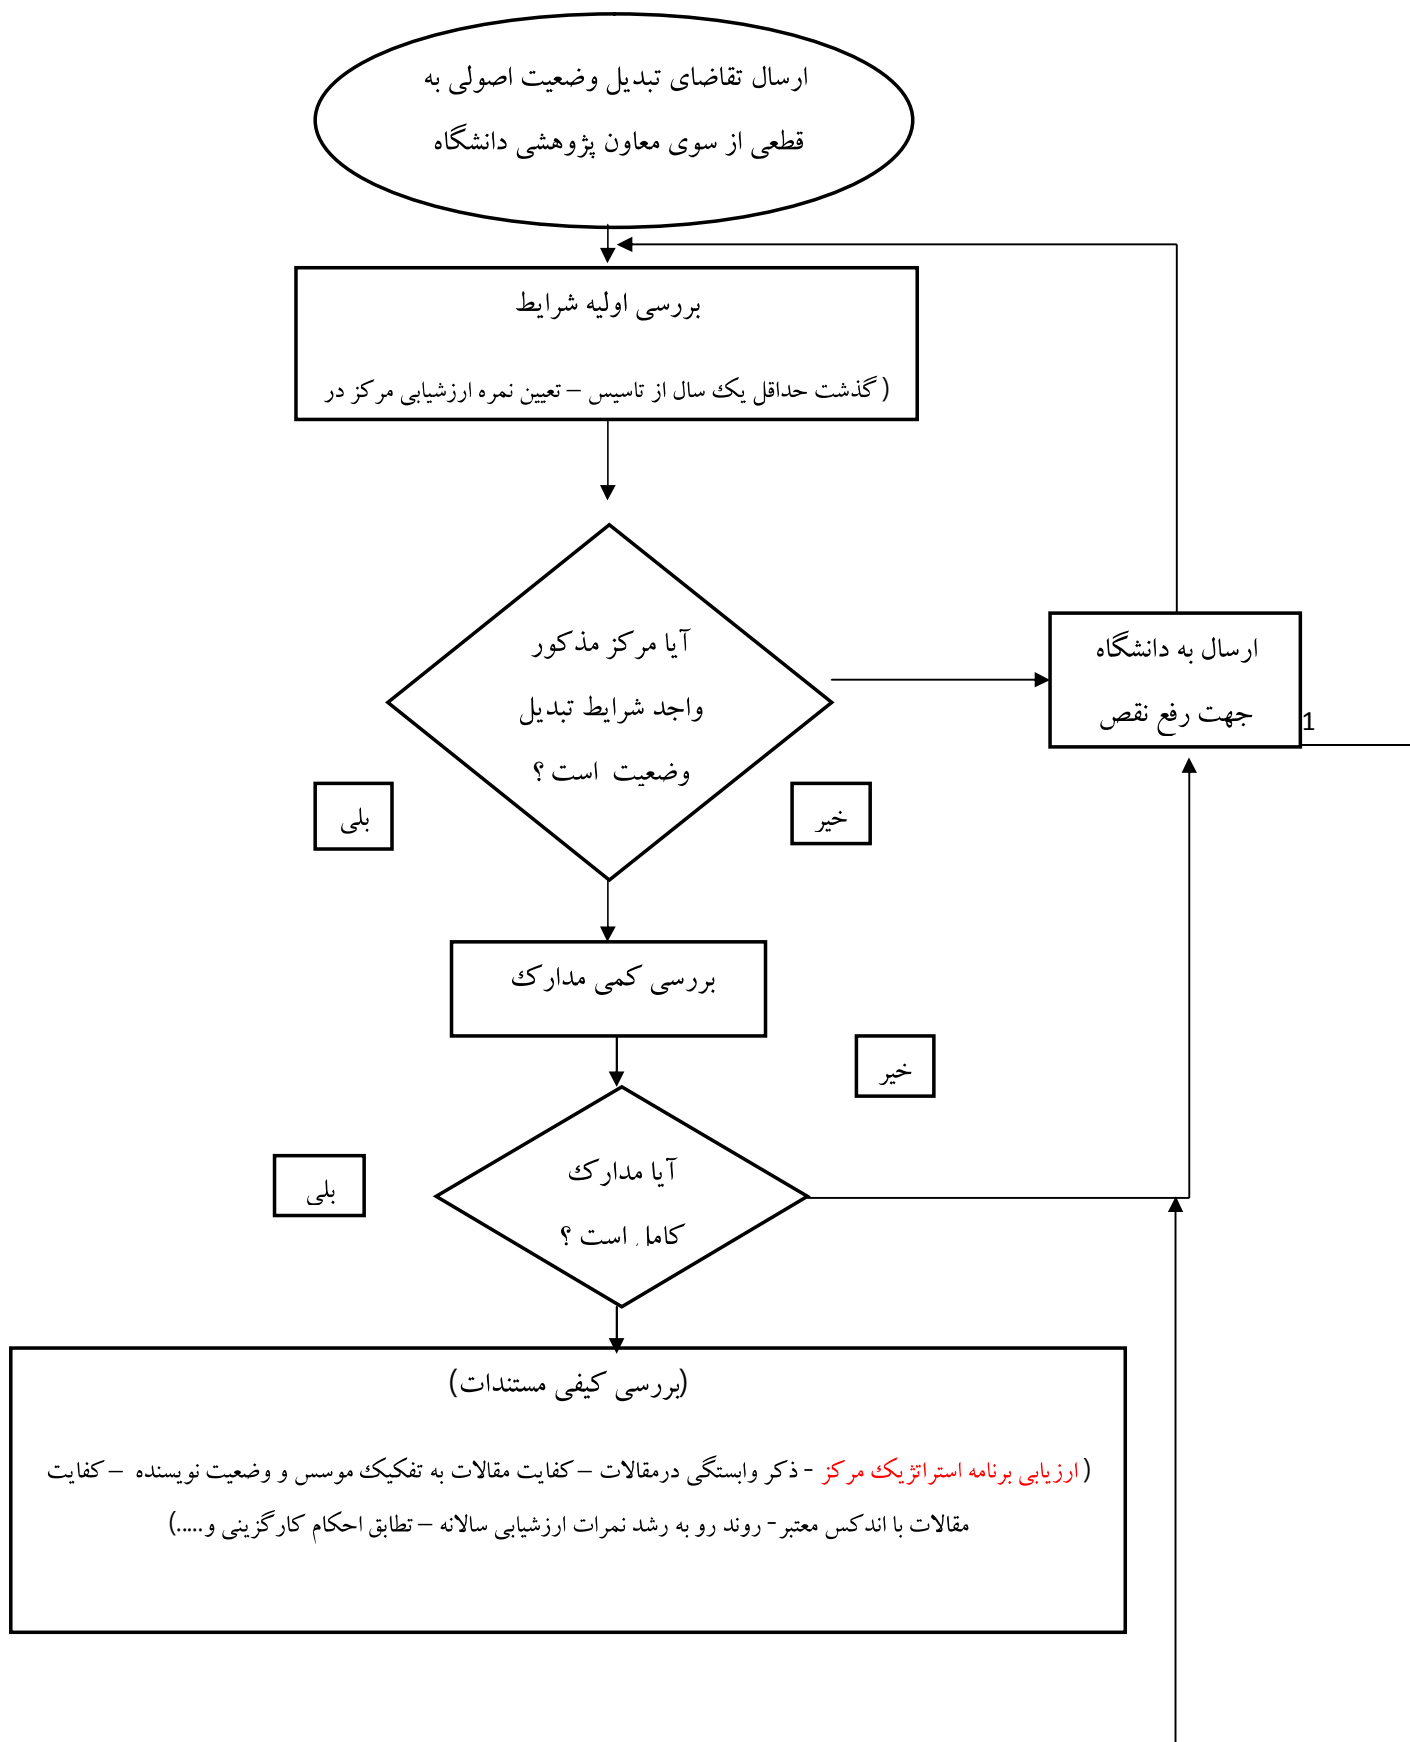 ارسال تقاضای تبدیل وضعیت اصولی به
قطعی از سوی معاون پژوهشی دانشگاه
بررسی اولیه شرایط
( گذشت حداقل یک سال از تاسیس – تعیین نمره ارزشیابی مرکز در
آیا مرکز مذکور
واجد شرایط تبدیل
وضعیت است ؟
ارسال به دانشگاه
جهت رفع نقص
1
بلی
خیر
بررسی کمی مدارک
خیر
بلی
آیا مدارک
کامل است ؟
(بررسی کیفی مستندات)
( ارزیابی برنامه استراتژیک مرکز - ذکر وابستگی درمقالات – کفایت مقالات به تفکیک موسس و وضعیت نویسنده – کفایت
مقالات با اندکس معتبر- روند رو به رشد نمرات ارزشیابی سالانه – تطابق احکام کارگزینی و.....)